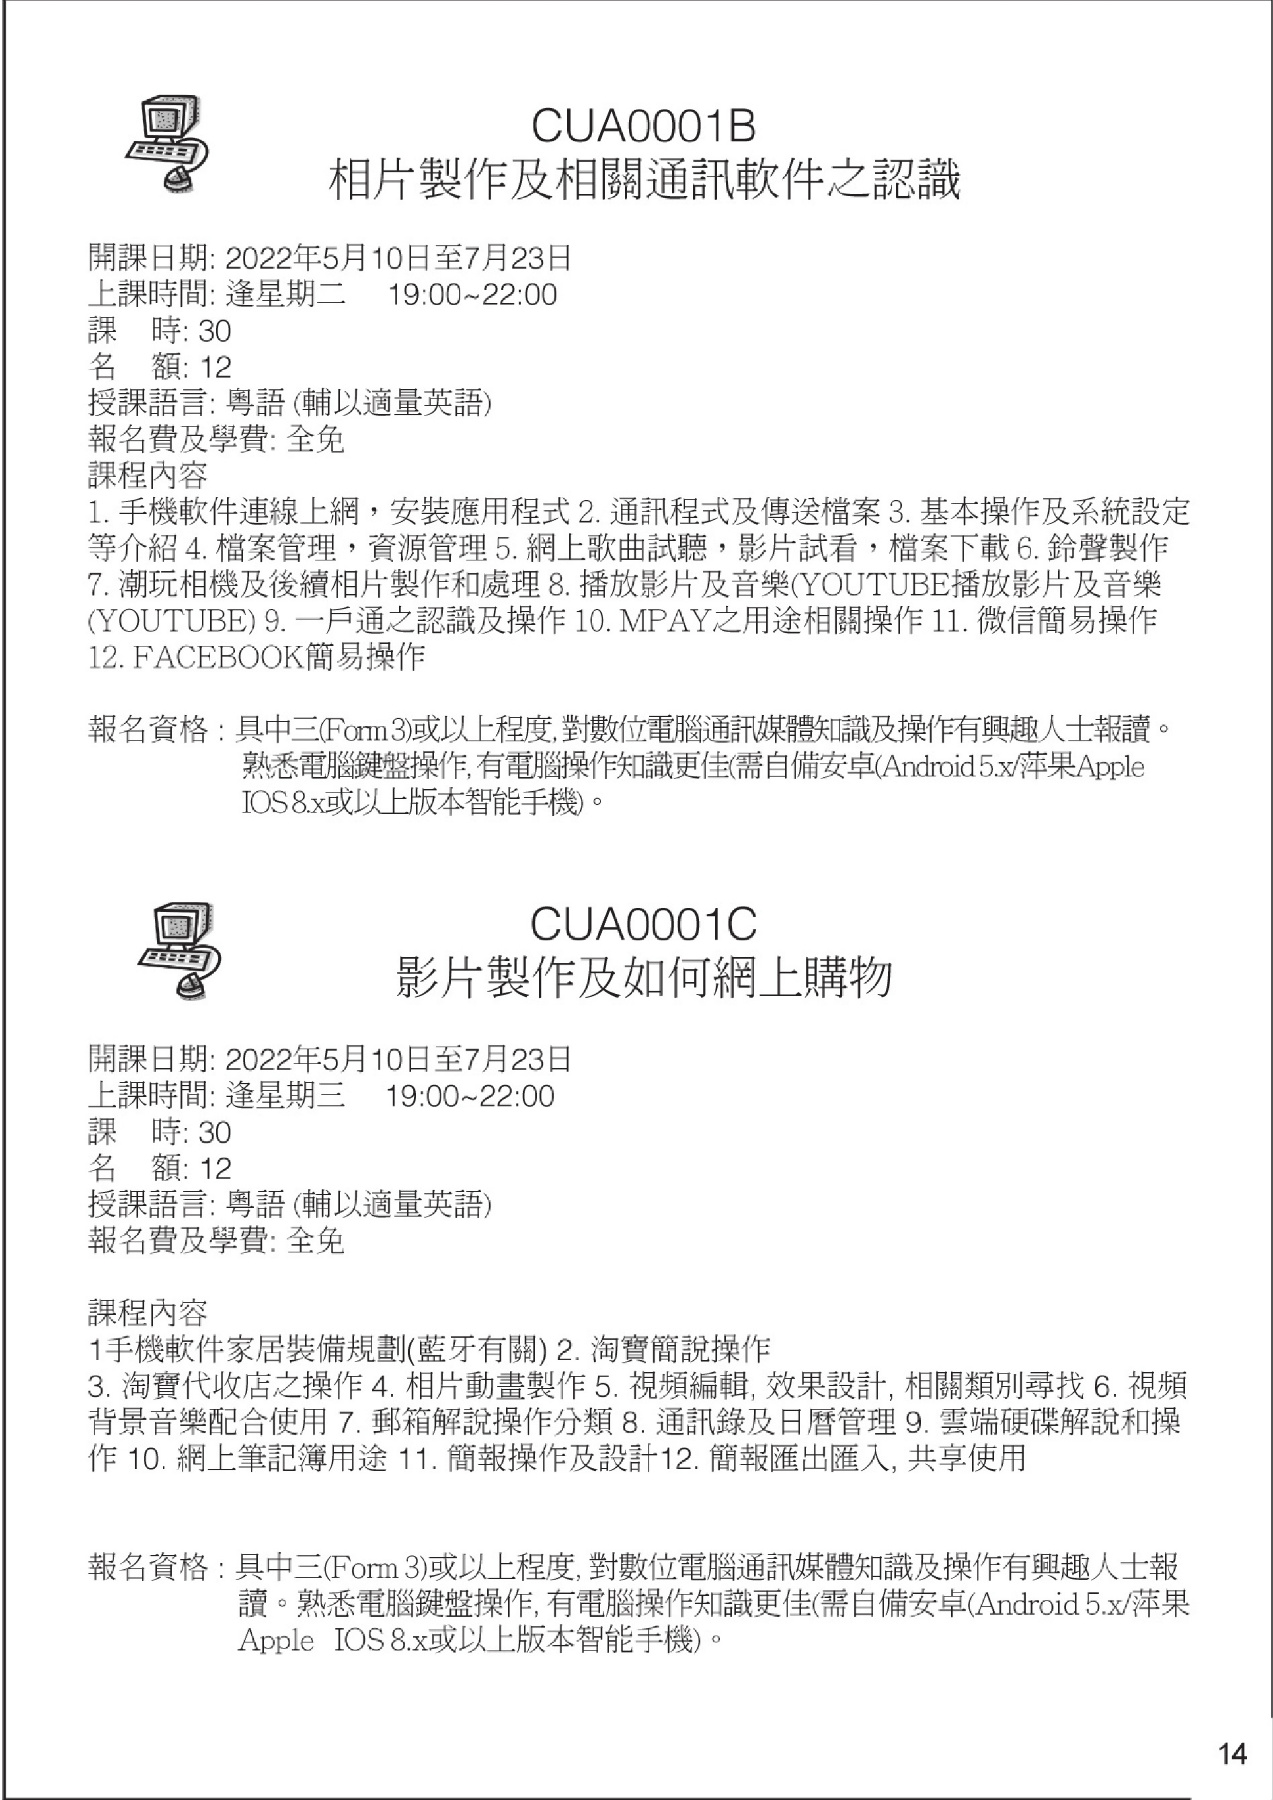 CUA0001B
相片製作及相關通訊軟件之認識
開課日期: 2022年5月10日至7月23日
上課時間: 逢星期二 19:00~22:00
課 時: 30
名 額: 12
授課語言: 粵語 (輔以適量英語)
報名費及學費: 全免
課程內容
1. 手機軟件連線上網，安裝應用程式 2. 通訊程式及傳送檔案 3. 基本操作及系統設定
等介紹 4. 檔案管理，資源管理 5. 網上歌曲試聽，影片試看，檔案下載 6. 鈴聲製作
7. 潮玩相機及後續相片製作和處理 8. 播放影片及音樂(YOUTUBE播放影片及音樂
(YOUTUBE) 9. 一戶通之認識及操作 10. MPAY之用途相關操作 11. 微信簡易操作
12. FACEBOOK簡易操作
報名資格 : 具中三(Form 3)或以上程度, 對數位電腦通訊媒體知識及操作有興趣人士報讀。
熟悉電腦鍵盤操作, 有電腦操作知識更佳(需自備安卓(Android 5.x/萍果Apple
IOS 8.x或以上版本智能手機)。
CUA0001C
影片製作及如何網上購物
開課日期: 2022年5月10日至7月23日
上課時間: 逢星期三 19:00~22:00
課 時: 30
名 額: 12
授課語言: 粵語 (輔以適量英語)
報名費及學費: 全免
課程內容
1手機軟件家居裝備規劃(藍牙有關) 2. 淘寶簡說操作
3. 淘寶代收店之操作 4. 相片動畫製作 5. 視頻編輯, 效果設計, 相關類別尋找 6. 視頻
背景音樂配合使用 7. 郵箱解說操作分類 8. 通訊錄及日曆管理 9. 雲端硬碟解說和操
作 10. 網上筆記簿用途 11. 簡報操作及設計12. 簡報匯出匯入, 共享使用
報名資格 : 具中三(Form 3)或以上程度, 對數位電腦通訊媒體知識及操作有興趣人士報
讀。熟悉電腦鍵盤操作, 有電腦操作知識更佳(需自備安卓(Android 5.x/萍果
Apple IOS 8.x或以上版本智能手機)。
14